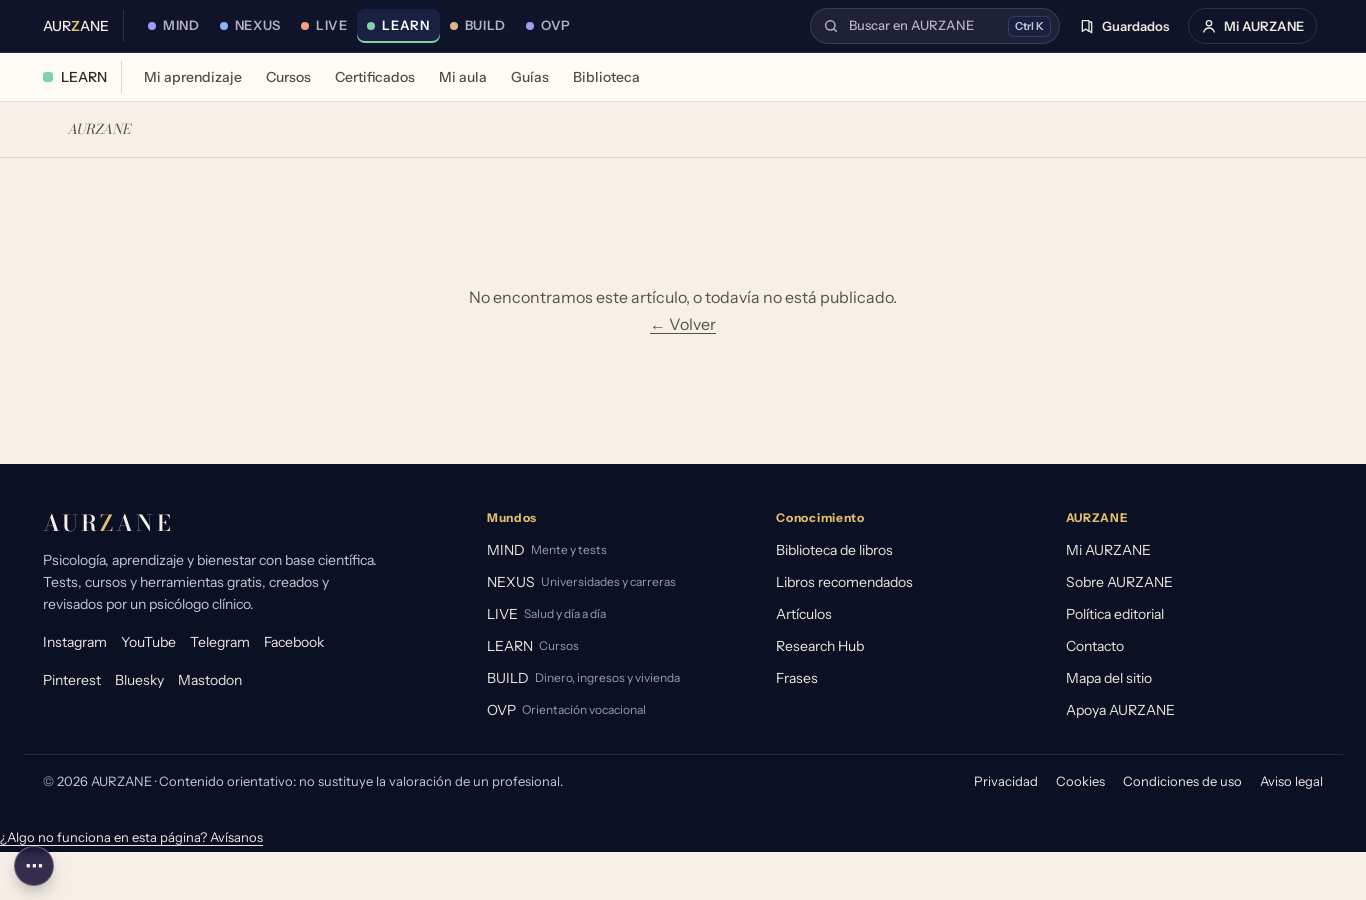 AURZANE
MIND NEXUS LIVE LEARN BUILD OVP
Buscar en AURZANE Ctrl K
Guardados
Mi AURZANE
LEARN Mi aprendizaje Cursos Certificados Mi aula Guías Biblioteca
AURZANE
No encontramos este artículo, o todavía no está publicado.
← Volver
AURZANE
Psicología, aprendizaje y bienestar con base científica.
Tests, cursos y herramientas gratis, creados y
revisados por un psicólogo clínico.
Instagram YouTube Telegram Facebook
Pinterest Bluesky Mastodon
Mundos
MIND Mente y tests
NEXUS Universidades y carreras
LIVE Salud y día a día
LEARN Cursos
BUILD Dinero, ingresos y vivienda
OVP Orientación vocacional
Conocimiento
Biblioteca de libros
Libros recomendados
Artículos
Research Hub
Frases
AURZANE
Mi AURZANE
Sobre AURZANE
Política editorial
Contacto
Mapa del sitio
Apoya AURZANE
© 2026 AURZANE · Contenido orientativo: no sustituye la valoración de un profesional.
Privacidad Cookies Condiciones de uso Aviso legal
¿Algo no funciona en esta página? Avísanos